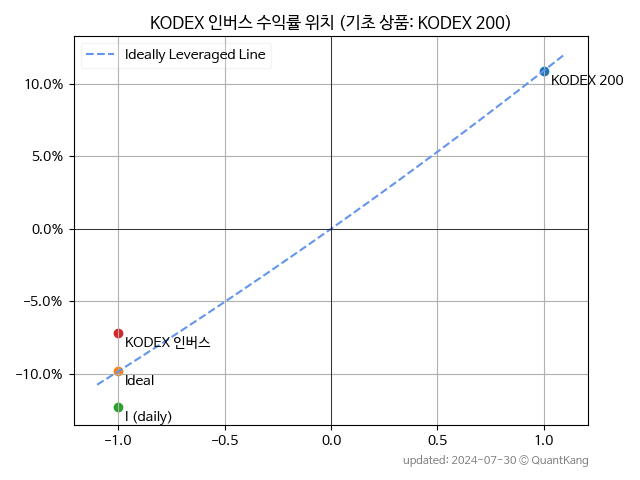 KODEX 인버스 수익률 위치 (기초 상품: KODEX 200)
Ideally Leveraged Line
10.0%
5.0%
0.0%
−5.0%
−10.0%
KODEX 200
KODEX 인버스
Ideal
I (daily)
−1.0
−0.5
0.0
0.5
1.0
updated: 2024-07-30 © QuantKang